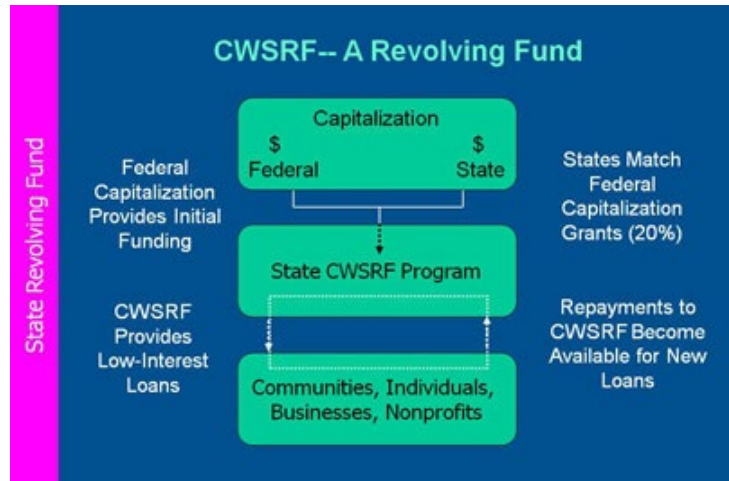 CWSRF-- A Revolving Fund
State Revolving Fund
Capitalization
$
$
Federal
State
Federal
Capitalization
Provides Initial
Funding
States Match
Federal
Capitalization
Grants (20%)
State CWSRF Program
CWSRF
Provides
Low-Interest
Loans
Repayments to
CWSRF Become
Available for New
Loans
Communities, Individuals,
Businesses, Nonprofits